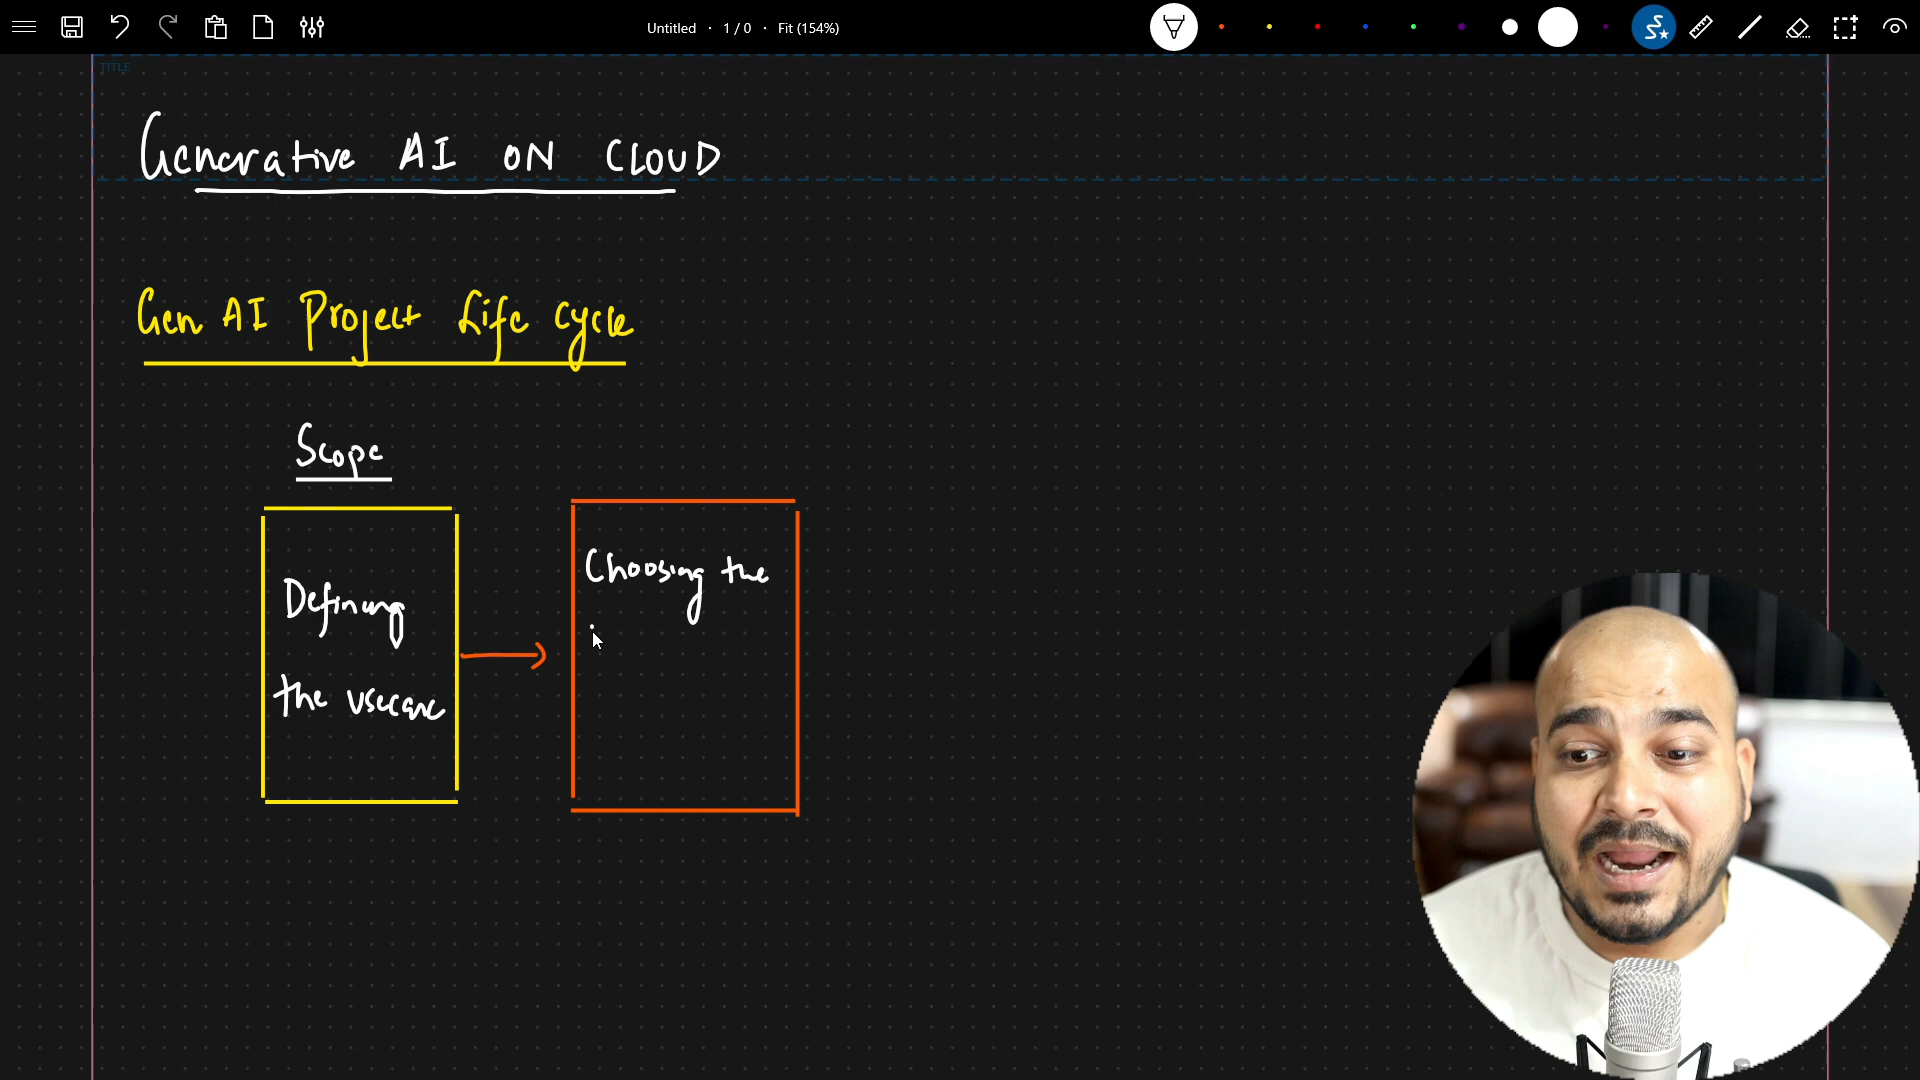 Untitled · 1 / 0 · Fit (154%)
TITLE
Generative AI ON CLOUD
Gen AI Project Life Cycle
Scope
Defining
the usecase
Choosing the